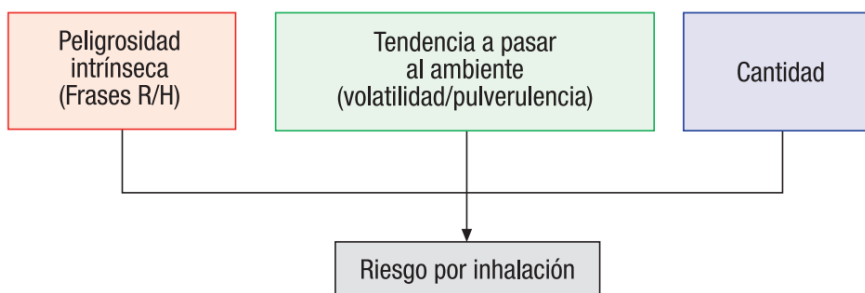 Peligrosidad
intrínseca
(Frases R/H)
Tendencia a pasar
al ambiente
(volatilidad/pulverulencia)
Cantidad
Riesgo por inhalación